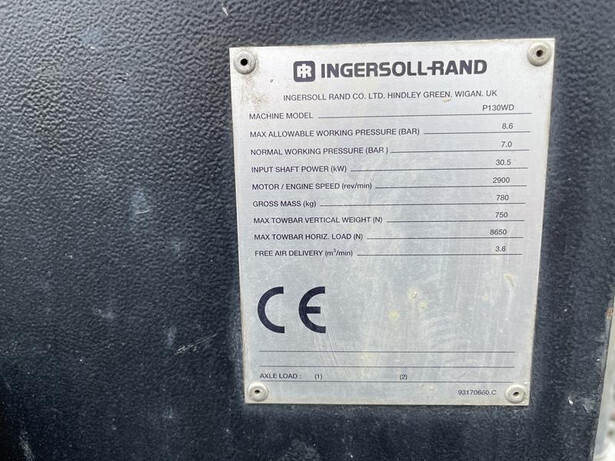 IR INGERSOLL-RAND
INGERSOLL RAND CO. LTD. HINDLEY GREEN, WIGAN. UK
MACHINE MODEL P130WD
MAX ALLOWABLE WORKING PRESSURE (BAR) 8.6
NORMAL WORKING PRESSURE (BAR ) 7.0
INPUT SHAFT POWER (kW) 30.5
MOTOR / ENGINE SPEED (rev/min) 2900
GROSS MASS (kg) 780
MAX TOWBAR VERTICAL WEIGHT (N) 750
MAX TOWBAR HORIZ. LOAD (N) 8650
FREE AIR DELIVERY (m³/min) 3.6
CE
AXLE LOAD : (1) (2)
93170660.C